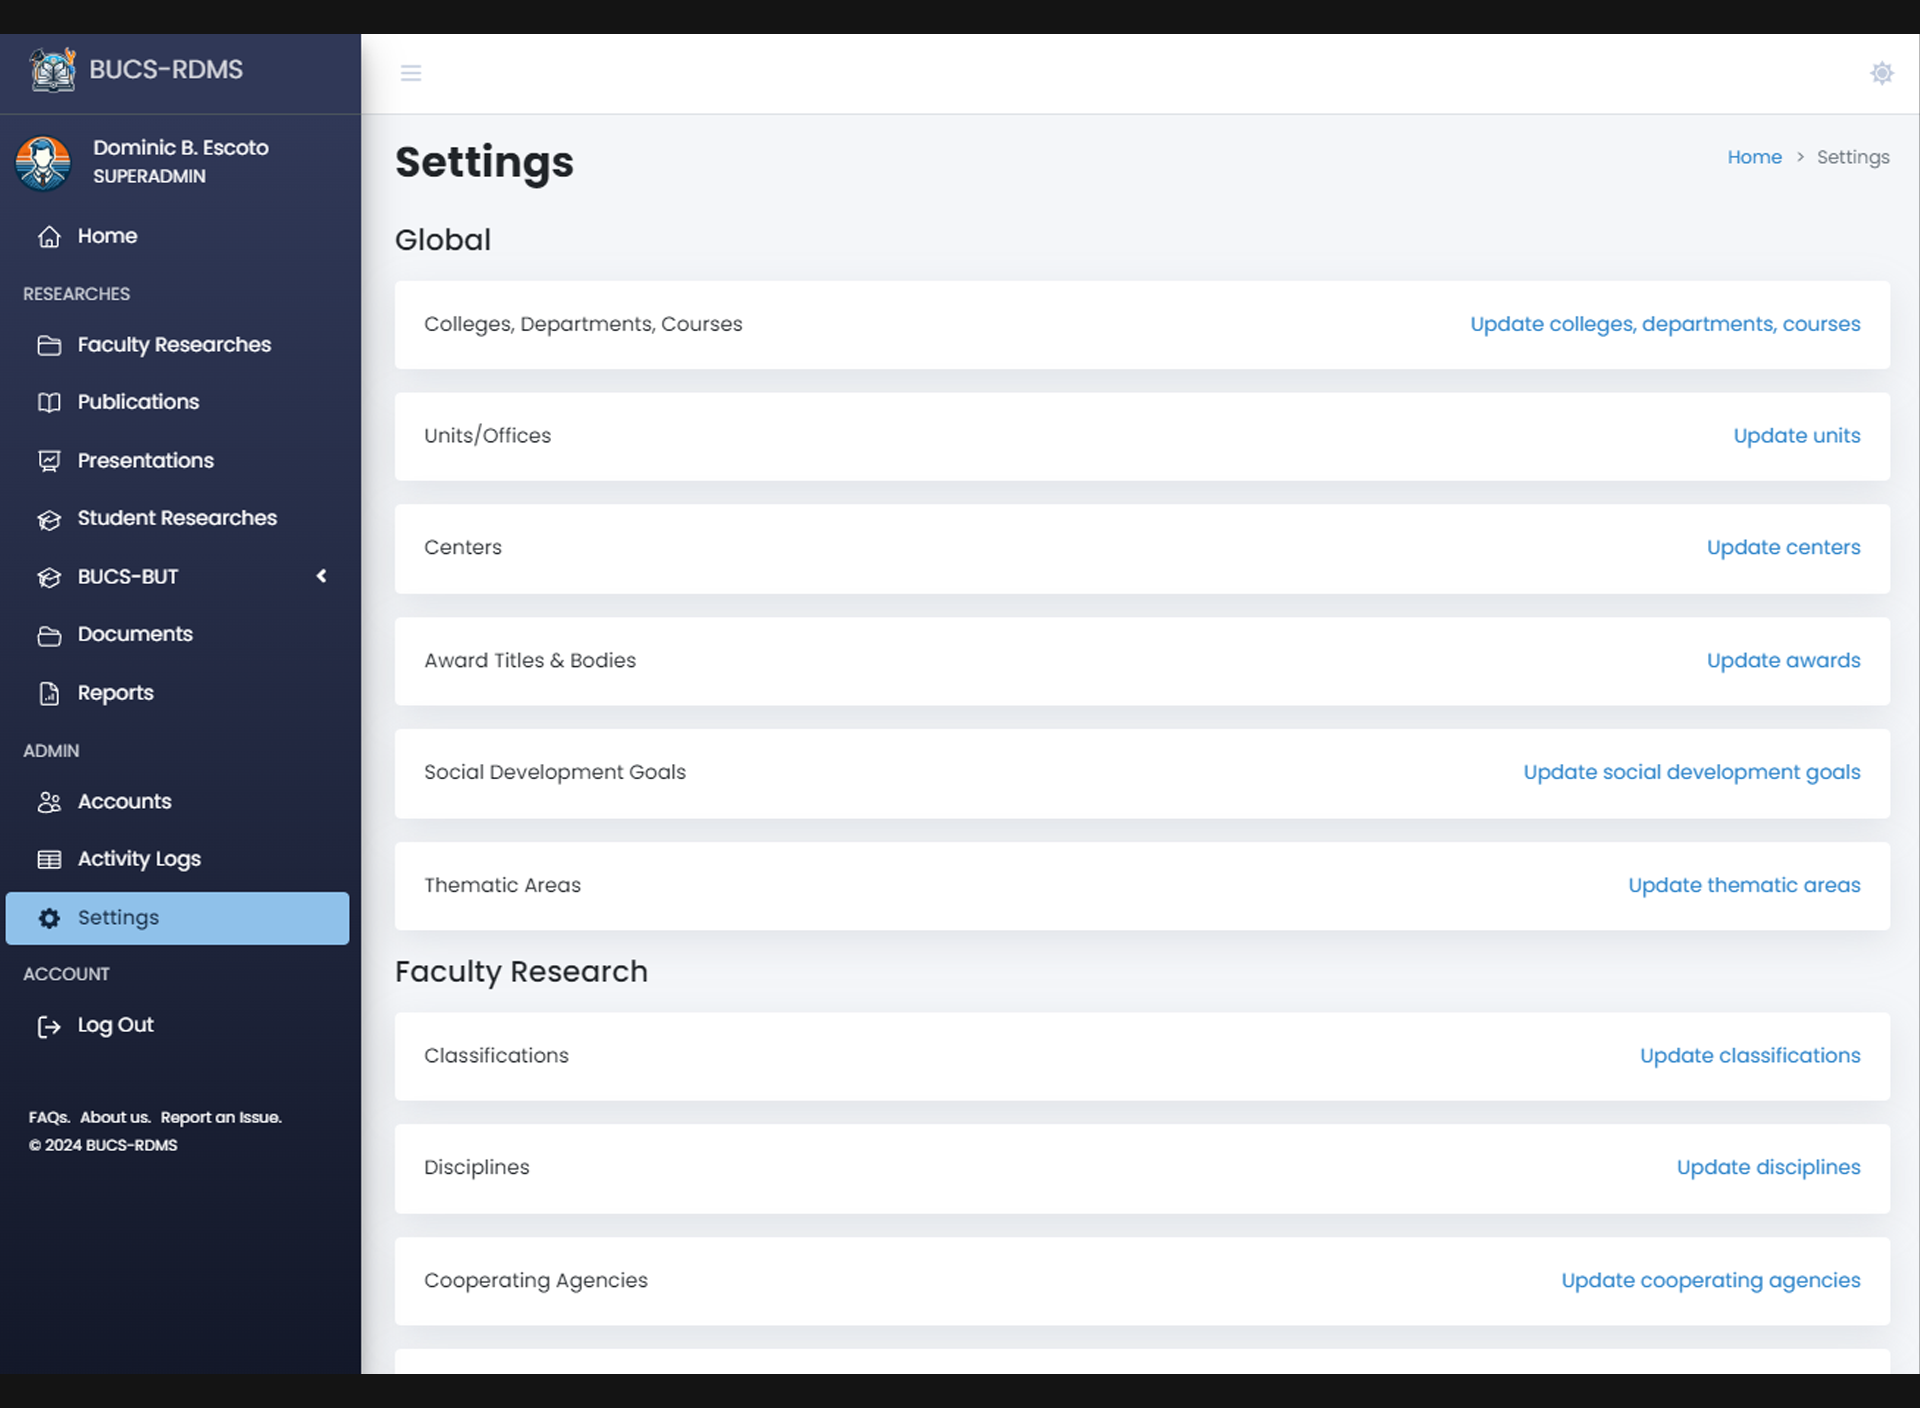 BUCS-RDMS
Dominic B. Escoto
SUPERADMIN
Home
RESEARCHES
Faculty Researches
Publications
Presentations
Student Researches
BUCS-BUT
Documents
Reports
ADMIN
Accounts
Activity Logs
Settings
ACCOUNT
Log Out
FAQs. About us. Report an Issue.
© 2024 BUCS-RDMS
Settings
Home > Settings
Global
Colleges, Departments, Courses Update colleges, departments, courses
Units/Offices Update units
Centers Update centers
Award Titles & Bodies Update awards
Social Development Goals Update social development goals
Thematic Areas Update thematic areas
Faculty Research
Classifications Update classifications
Disciplines Update disciplines
Cooperating Agencies Update cooperating agencies